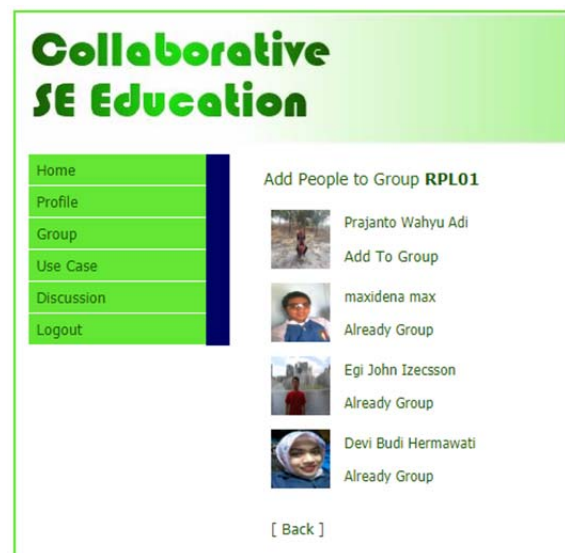 Collaborative
SE Education
Home
Profile
Group
Use Case
Discussion
Logout
Add People to Group RPL01
Prajanto Wahyu Adi
Add To Group
maxidena max
Already Group
Egi John Izecsson
Already Group
Devi Budi Hermawati
Already Group
[ Back ]